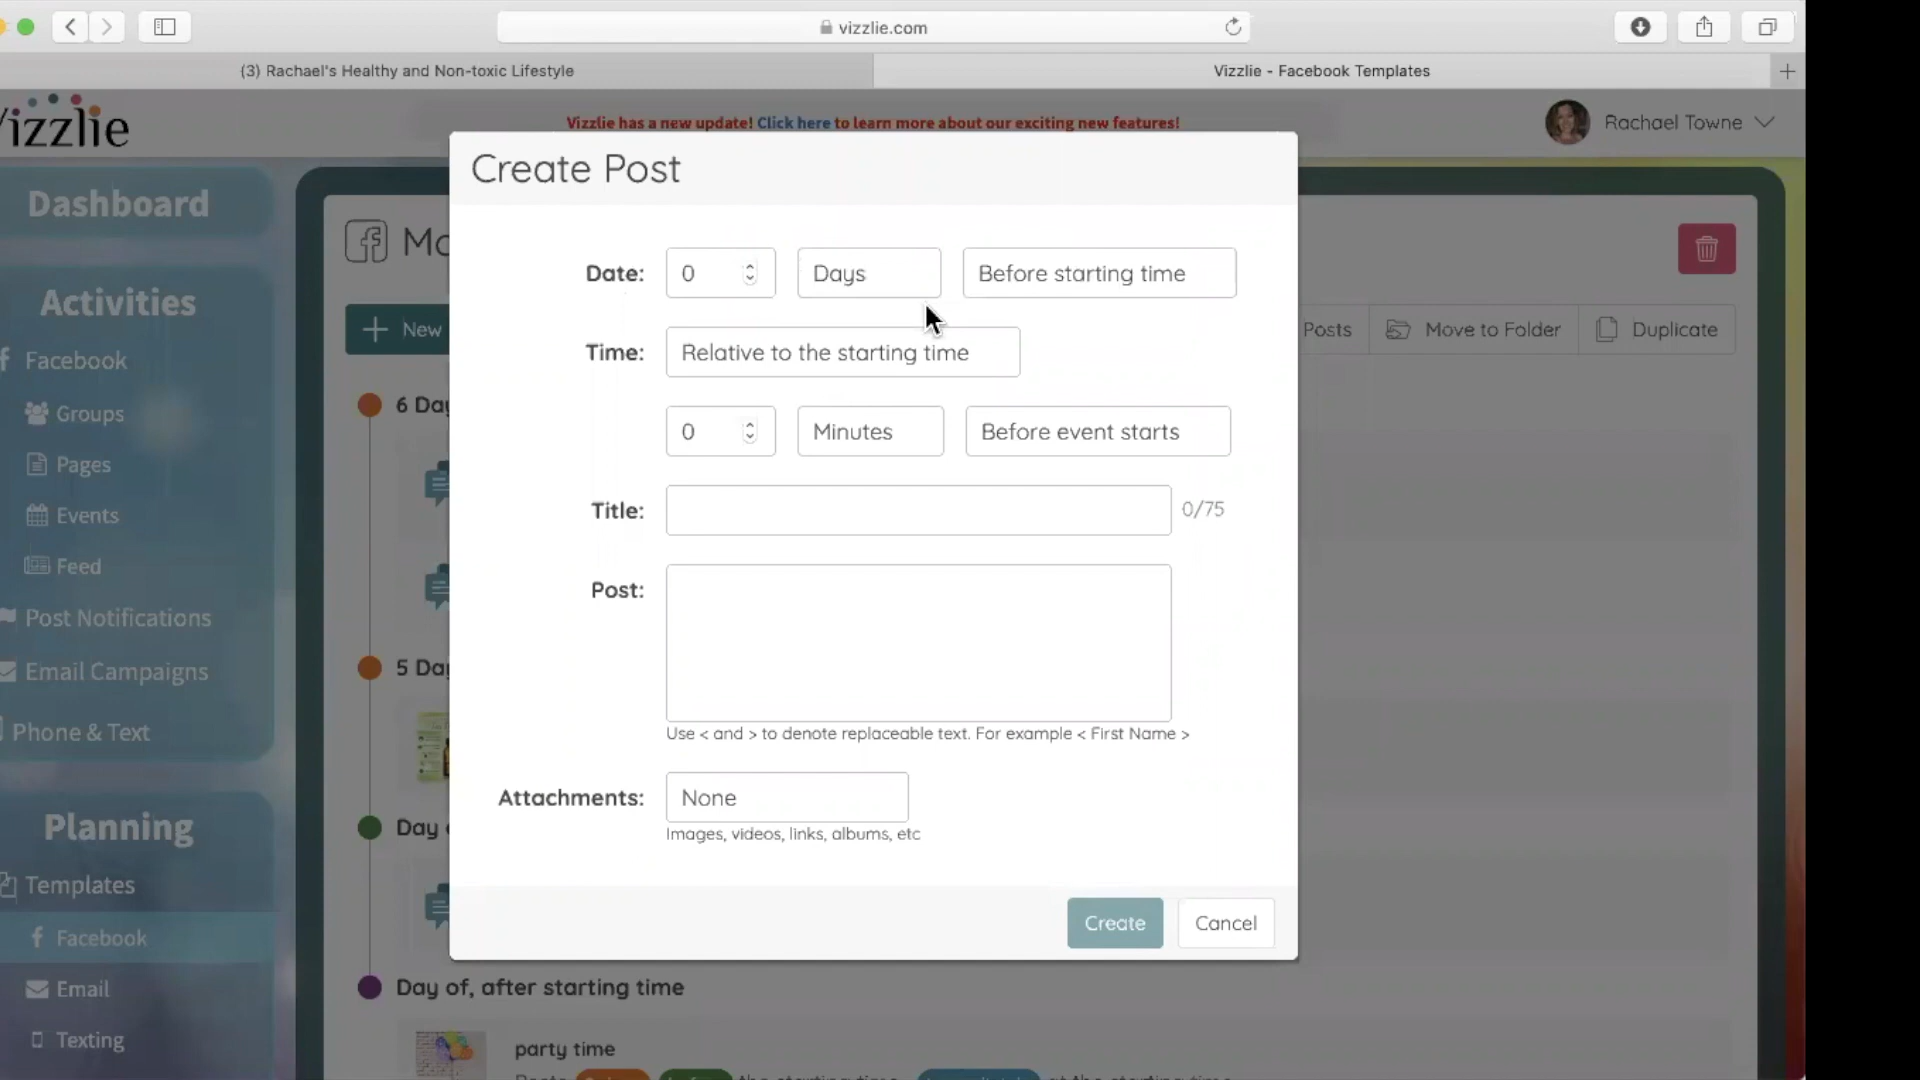 vizzlie.com
(3) Rachael's Healthy and Non-toxic Lifestyle
Vizzlie - Facebook Templates
Vizzlie
Vizzlie has a new update! Click here to learn more about our exciting new features!
Rachael Towne
Dashboard
Activities
Facebook
Groups
Pages
Events
Feed
Post Notifications
Email Campaigns
Phone & Text
Planning
Templates
Facebook
Email
Texting
New
Posts
Move to Folder
Duplicate
Create Post
Date: 0 Days Before starting time
Time: Relative to the starting time
0 Minutes Before event starts
Title: 0/75
Post:
Use < and > to denote replaceable text. For example < First Name >
Attachments: None
Images, videos, links, albums, etc
Create Cancel
6
5
Day
Day of, after starting time
party time